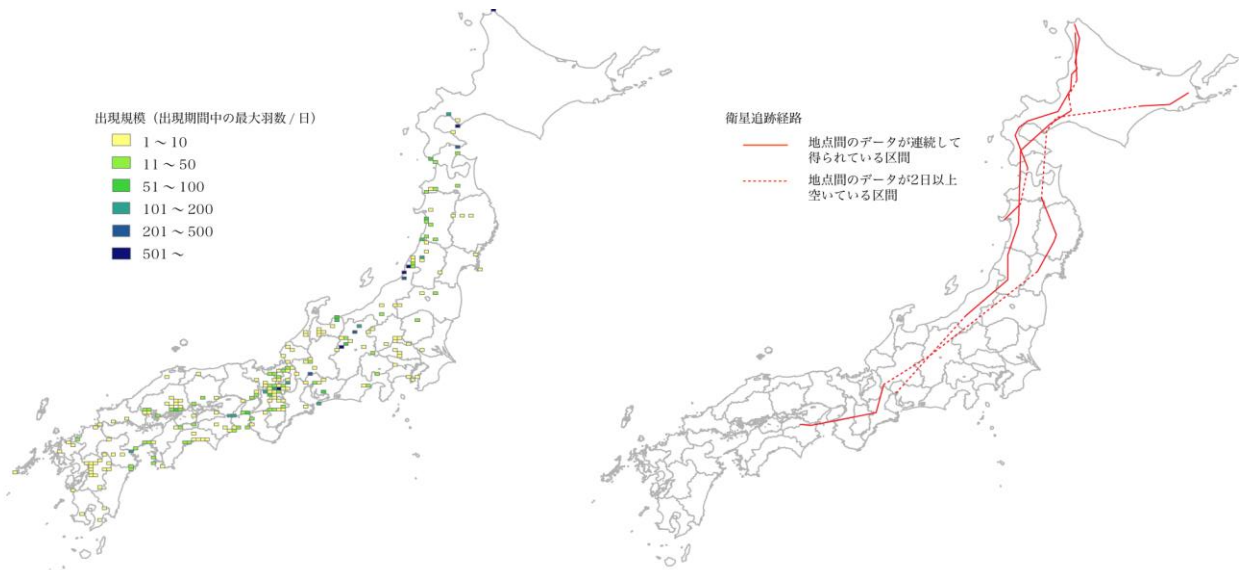 出現規模（出現期間中の最大羽数 / 日）
1〜10
11〜50
51〜100
101〜200
201〜500
501〜
衛星追跡経路
地点間のデータが連続して
得られている区間
地点間のデータが2日以上
空いている区間